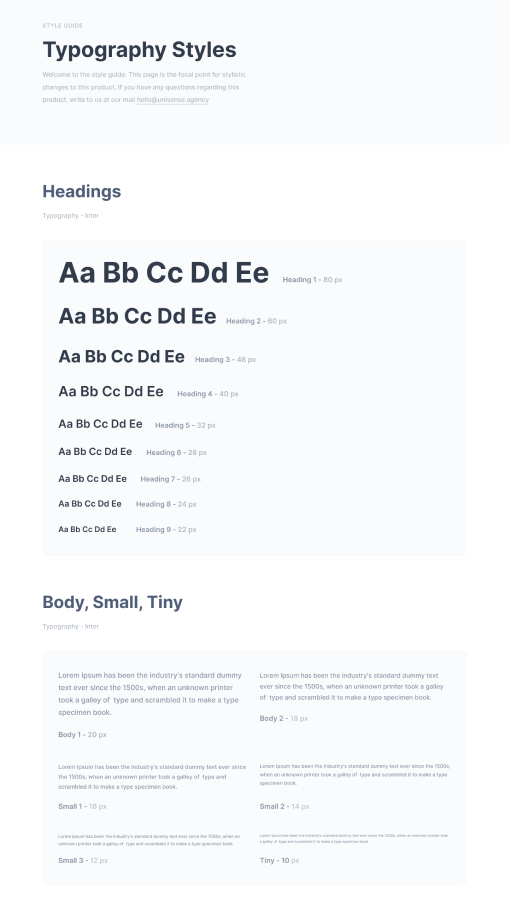 STYLE GUIDE
Typography Styles
Welcome to the style guide. This page is the focal point for stylistic
changes to this product. If you have any questions regarding this
product, write to us at our mail hello@unisense.agency
Headings
Typography - Inter
Aa Bb Cc Dd Ee Heading 1 - 80 px
Aa Bb Cc Dd Ee Heading 2 - 60 px
Aa Bb Cc Dd Ee Heading 3 - 48 px
Aa Bb Cc Dd Ee Heading 4 - 40 px
Aa Bb Cc Dd Ee Heading 5 - 32 px
Aa Bb Cc Dd Ee Heading 6 - 28 px
Aa Bb Cc Dd Ee Heading 7 - 26 px
Aa Bb Cc Dd Ee Heading 8 - 24 px
Aa Bb Cc Dd Ee Heading 9 - 22 px
Body, Small, Tiny
Typography - Inter
Lorem Ipsum has been the industry's standard dummy
text ever since the 1500s, when an unknown printer
took a galley of type and scrambled it to make a type
specimen book.
Body 1 - 20 px
Lorem Ipsum has been the industry's standard dummy text
ever since the 1500s, when an unknown printer took a galley
of type and scrambled it to make a type specimen book.
Body 2 - 18 px
Lorem Ipsum has been the industry's standard dummy text ever since
the 1500s, when an unknown printer took a galley of type and
scrambled it to make a type specimen book.
Small 1 - 16 px
Lorem Ipsum has been the industry's standard dummy text ever since the 1500s,
when an unknown printer took a galley of type and scrambled it to make a type
specimen book.
Small 2 - 14 px
Lorem Ipsum has been the industry's standard dummy text ever since the 1500s, when an
unknown printer took a galley of type and scrambled it to make a type specimen book.
Small 3 - 12 px
Lorem Ipsum has been the industry's standard dummy text ever since the 1500s, when an unknown printer took
a galley of type and scrambled it to make a type specimen book.
Tiny - 10 px